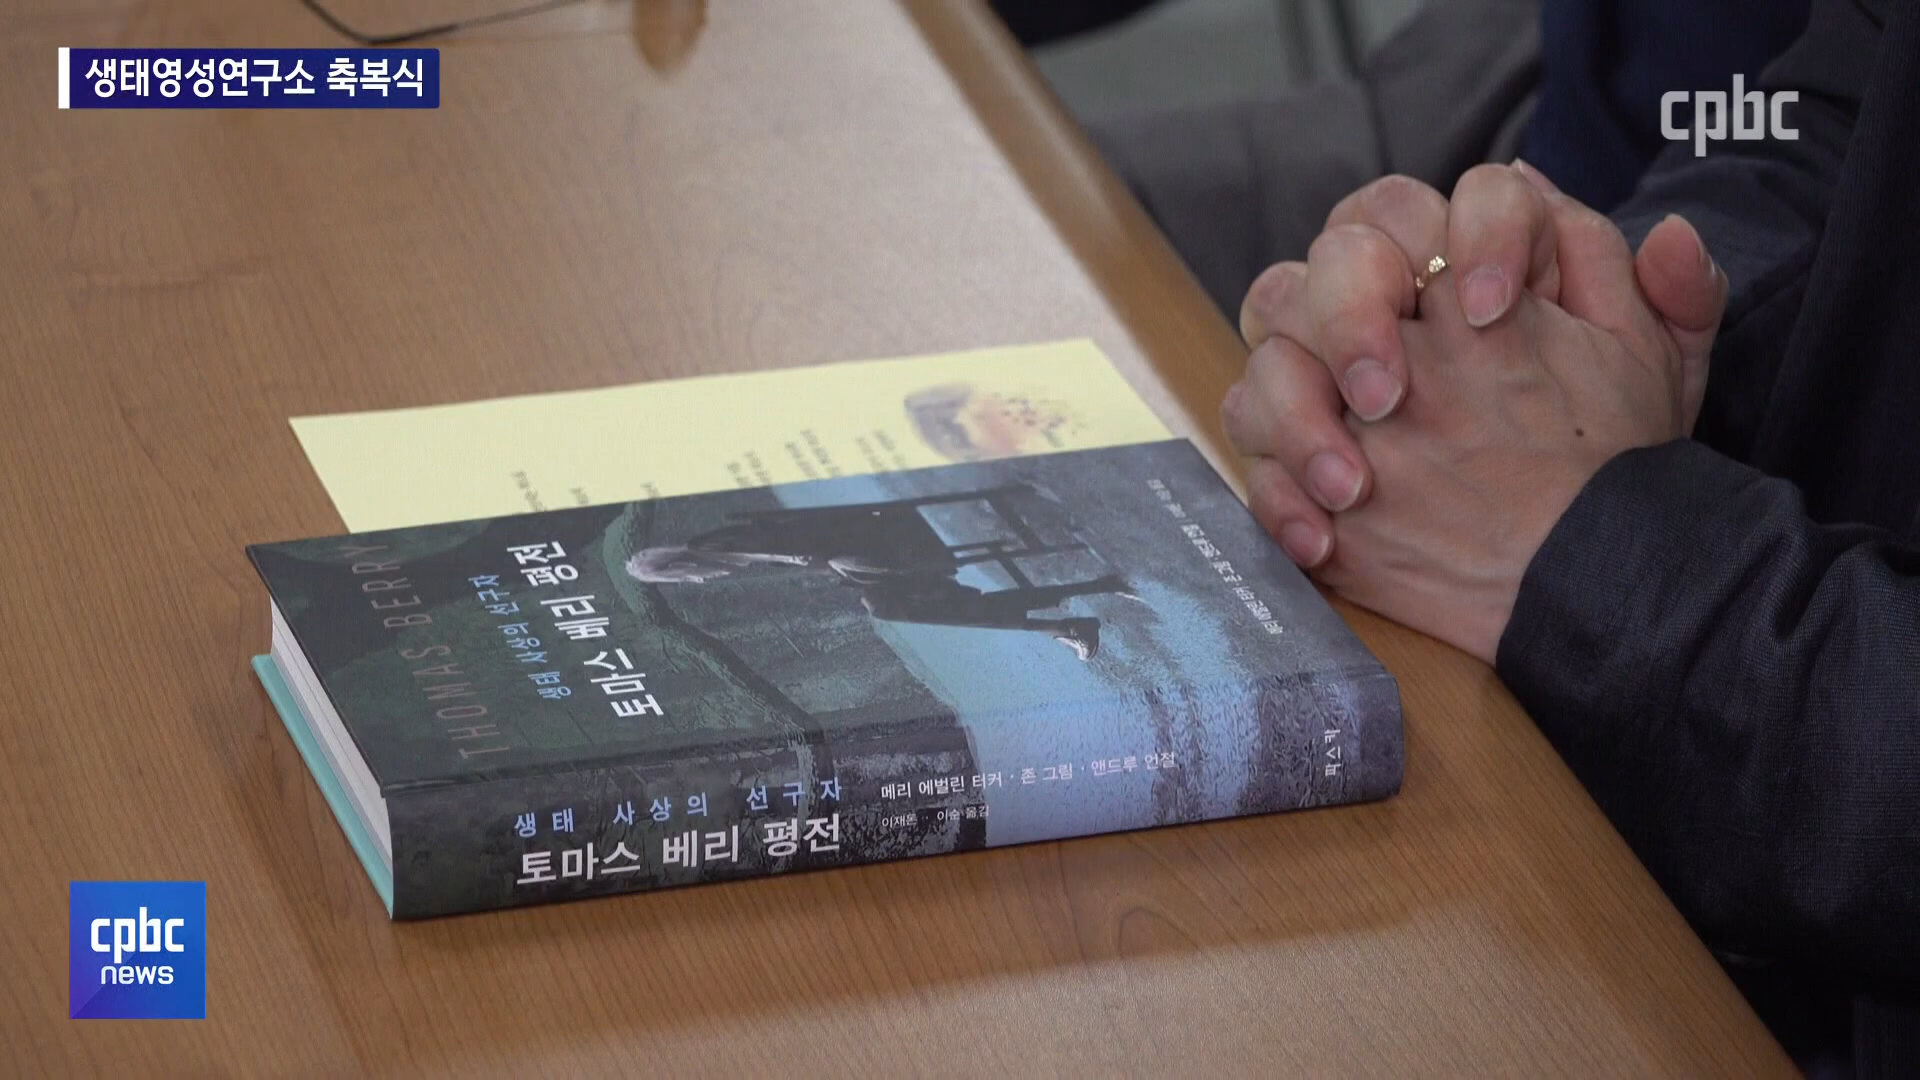 생태영성연구소 축복식
cpbc
THOMAS BERRY
생태 사상의 선구자
토마스 베리 평전
생태 사상의 선구자
토마스 베리 평전
메리 에벌린 터커 · 존 그림 · 앤드루 언절
이재돈 · 이순 옮김
파스카
cpbc
news